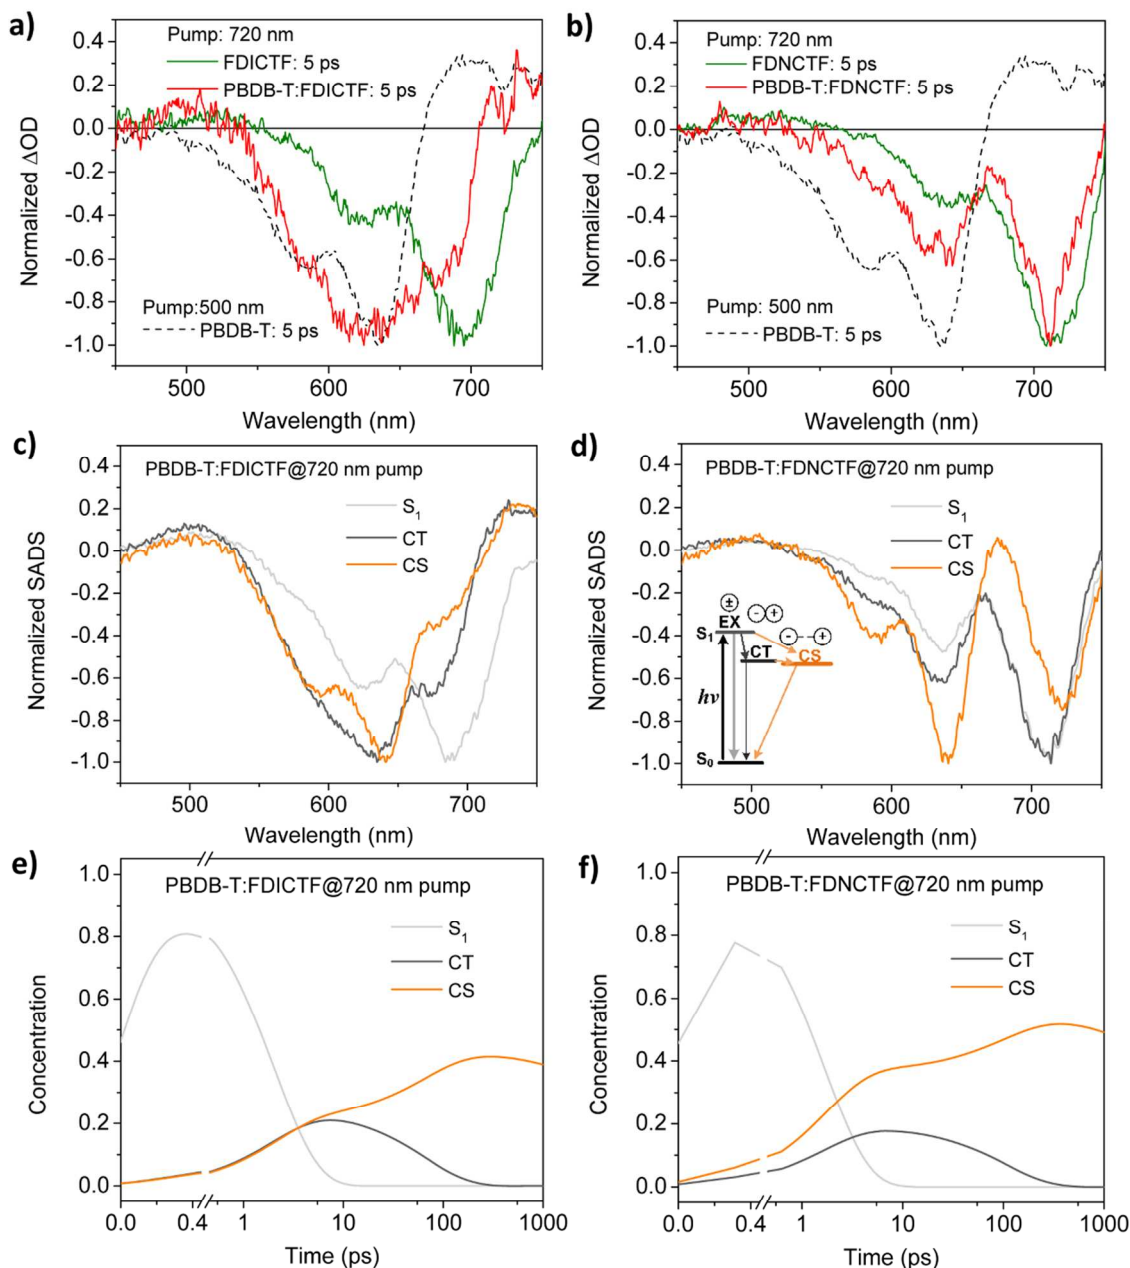 a)
Pump: 720 nm
FDICTF: 5 ps
PBDB-T:FDICTF: 5 ps
Pump:500 nm
PBDB-T: 5 ps
0.4
0.2
0.0
-0.2
-0.4
-0.6
-0.8
-1.0
Normalized ΔOD
500
600
700
Wavelength (nm)
b)
Pump: 720 nm
FDNCTF: 5 ps
PBDB-T:FDNCTF: 5 ps
Pump: 500 nm
PBDB-T: 5 ps
0.4
0.2
0.0
-0.2
-0.4
-0.6
-0.8
-1.0
Normalized ΔOD
500
600
700
Wavelength (nm)
c)
PBDB-T:FDICTF@720 nm pump
S₁
CT
CS
0.4
0.2
0.0
-0.2
-0.4
-0.6
-0.8
-1.0
Normalized SADS
500
600
700
Wavelength (nm)
d)
PBDB-T:FDNCTF@720 nm pump
S₁
CT
CS
±
EX
- +
- +
S₁
CT
CS
hν
S₀
0.4
0.2
0.0
-0.2
-0.4
-0.6
-0.8
-1.0
Normalized SADS
500
600
700
Wavelength (nm)
e)
PBDB-T:FDICTF@720 nm pump
S₁
CT
CS
1.0
0.8
0.6
0.4
0.2
0.0
Concentration
0.0
0.4
1
10
100
1000
Time (ps)
f)
PBDB-T:FDNCTF@720 nm pump
S₁
CT
CS
1.0
0.8
0.6
0.4
0.2
0.0
Concentration
0.0
0.4
1
10
100
1000
Time (ps)